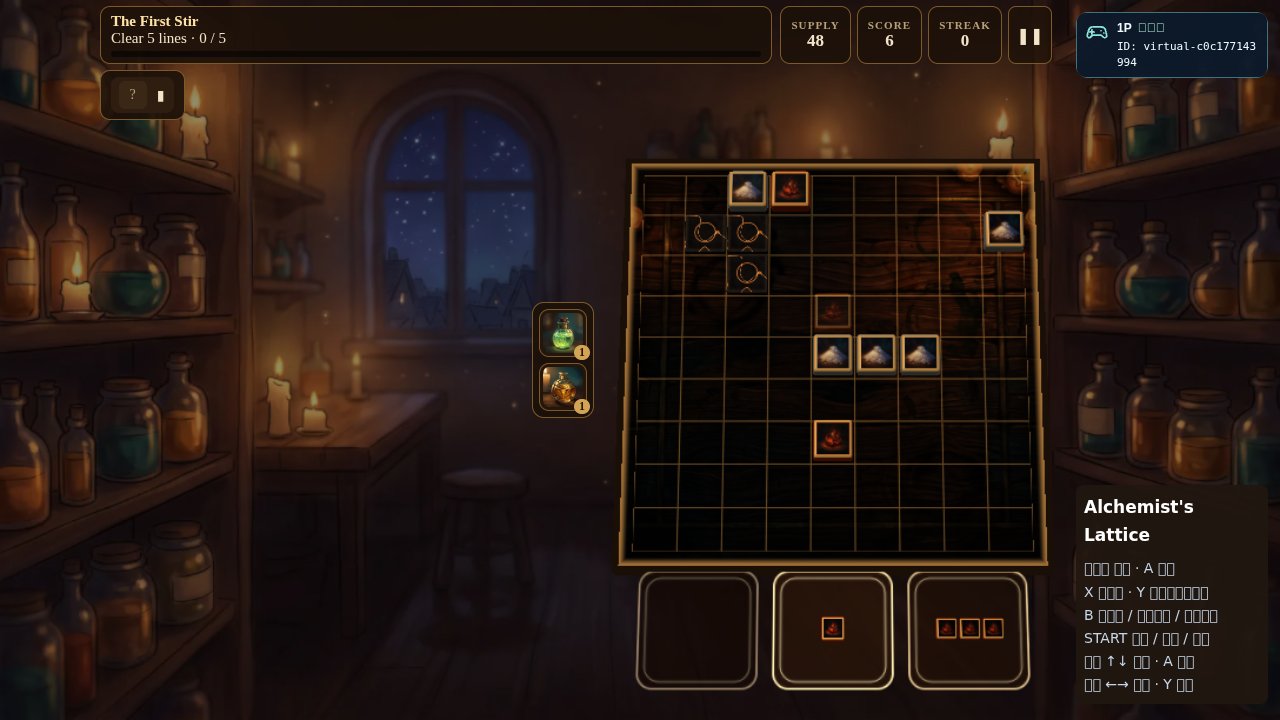 The First Stir
Clear 5 lines · 0 / 5
SUPPLY
48
SCORE
6
STREAK
0
1P
ID: virtual-c0c177143
994
?
1
1
Alchemist's
Lattice
· A
X · Y
B / /
START / /
↑↓ · A
←→ · Y